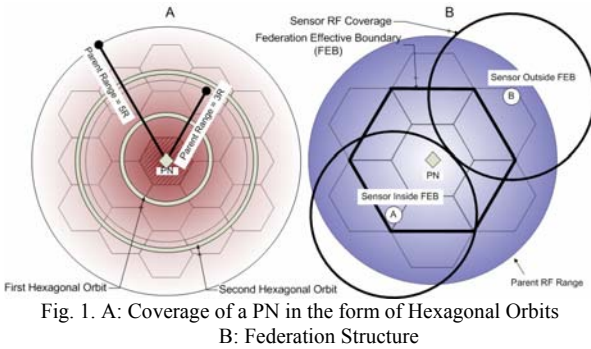 A
B
Sensor RF Coverage
Federation Effective Boundary
(FEB)
Parent Range = 5R
Parent Range = 3R
PN
Sensor Outside FEB
B
PN
Sensor Inside FEB
A
First Hexagonal Orbit
Second Hexagonal Orbit
Parent RF Range
Fig. 1. A: Coverage of a PN in the form of Hexagonal Orbits
B: Federation Structure